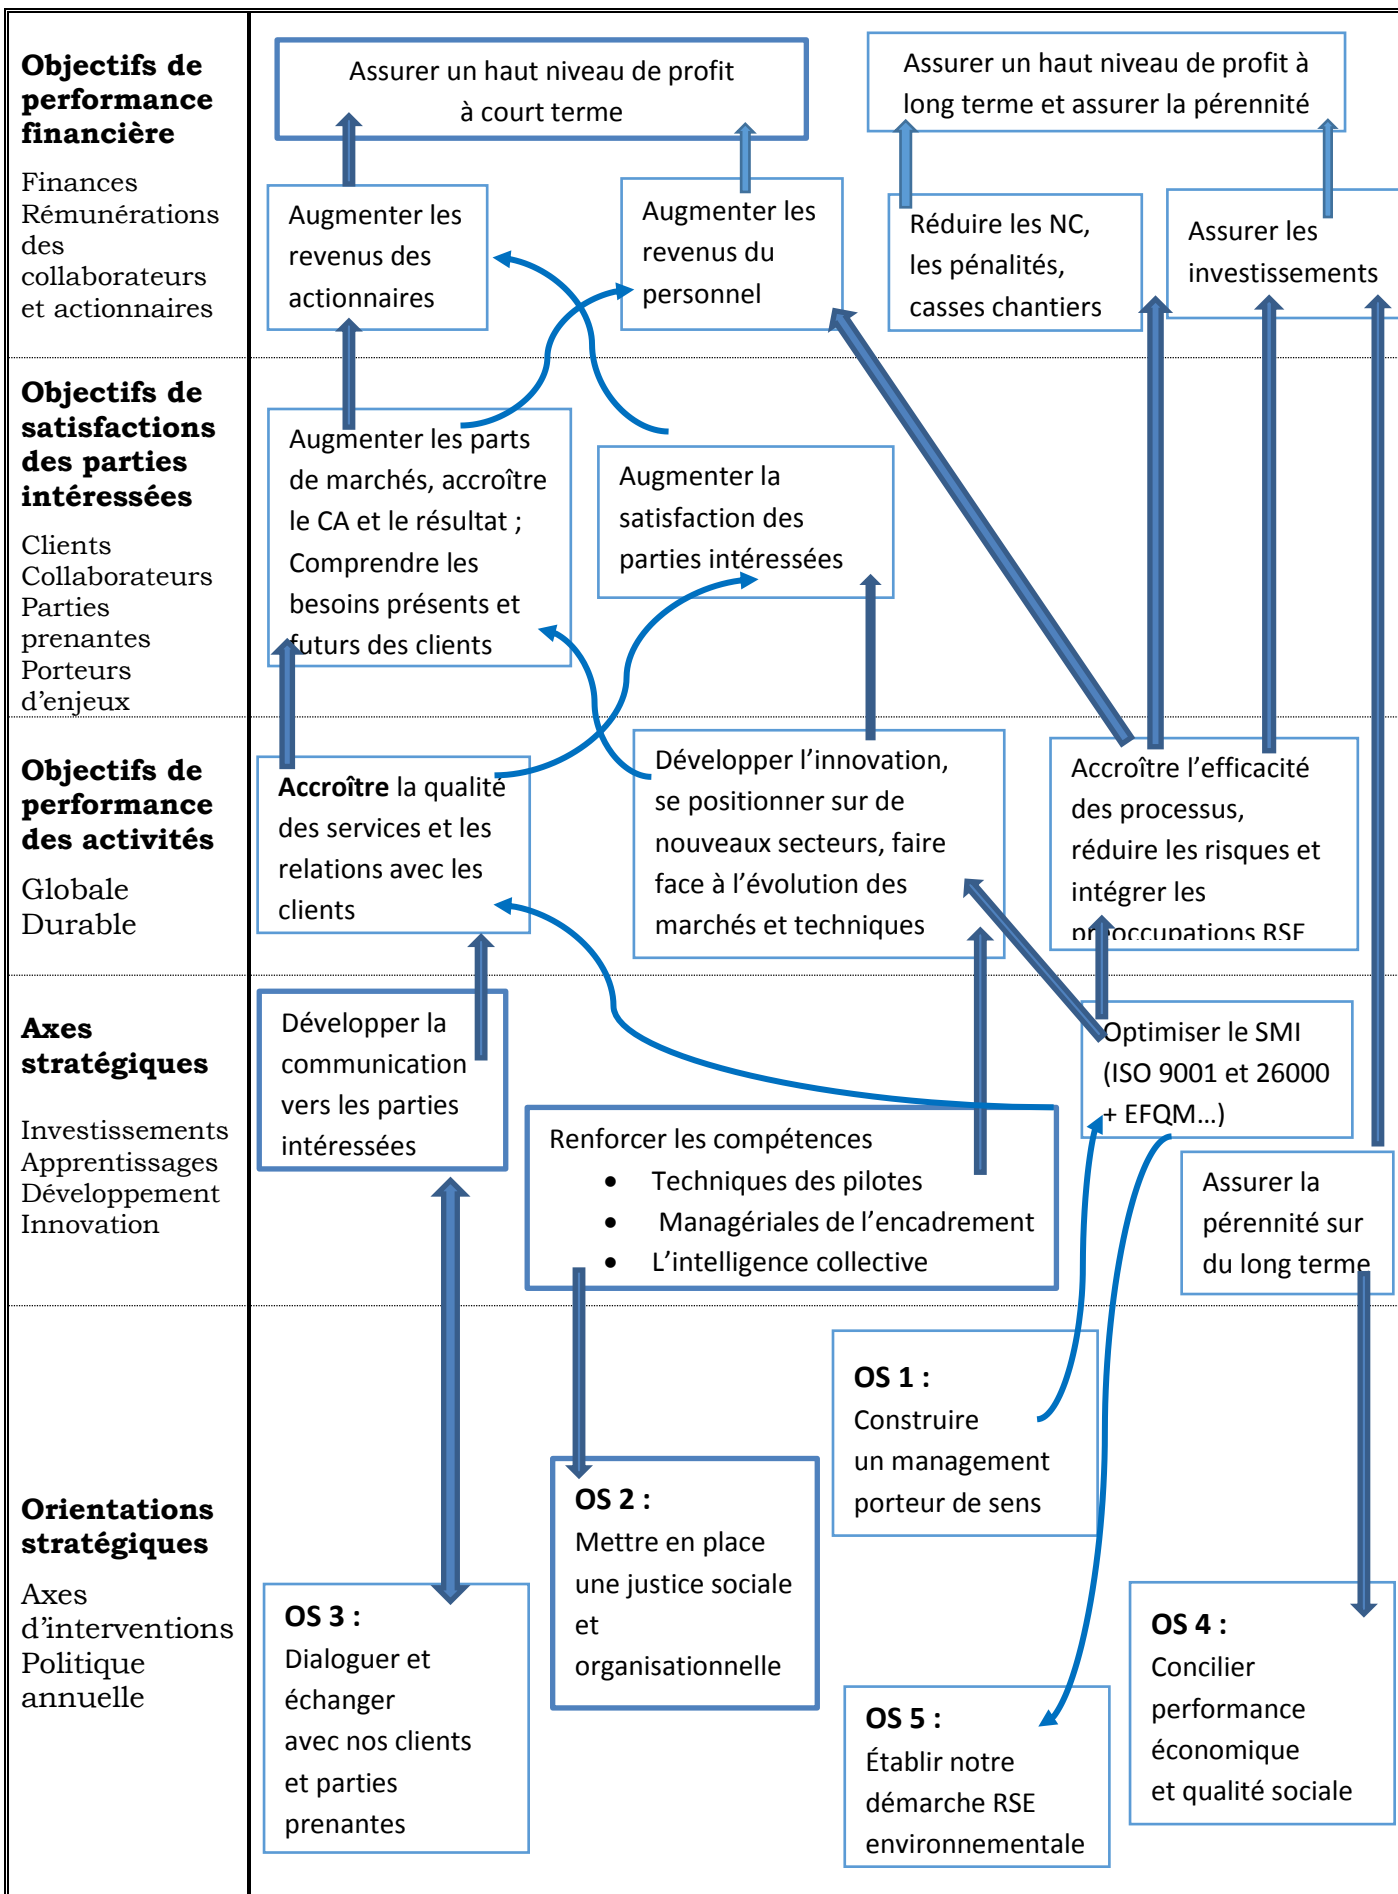 Objectifs de
performance
financière
Finances
Rémunérations
des
collaborateurs
et actionnaires
Assurer un haut niveau de profit
à court terme
Assurer un haut niveau de profit à
long terme et assurer la pérennité
Augmenter les
revenus des
actionnaires
Augmenter les
revenus du
personnel
Réduire les NC,
les pénalités,
casses chantiers
Assurer les
investissements
Objectifs de
satisfactions
des parties
intéressées
Clients
Collaborateurs
Parties
prenantes
Porteurs
d’enjeux
Augmenter les parts
de marchés, accroître
le CA et le résultat ;
Comprendre les
besoins présents et
futurs des clients
Augmenter la
satisfaction des
parties intéressées
Objectifs de
performance
des activités
Globale
Durable
Accroître la qualité
des services et les
relations avec les
clients
Développer l’innovation,
se positionner sur de
nouveaux secteurs, faire
face à l’évolution des
marchés et techniques
Accroître l’efficacité
des processus,
réduire les risques et
intégrer les
préoccupations RSE
Axes
stratégiques
Investissements
Apprentissages
Développement
Innovation
Développer la
communication
vers les parties
intéressées
Renforcer les compétences
• Techniques des pilotes
• Managériales de l’encadrement
• L’intelligence collective
Optimiser le SMI
(ISO 9001 et 26000
+ EFQM…)
Assurer la
pérennité sur
du long terme
Orientations
stratégiques
Axes
d’interventions
Politique
annuelle
OS 3 :
Dialoguer et
échanger
avec nos clients
et parties
prenantes
OS 2 :
Mettre en place
une justice sociale
et
organisationnelle
OS 1 :
Construire
un management
porteur de sens
OS 5 :
Établir notre
démarche RSE
environnementale
OS 4 :
Concilier
performance
économique
et qualité sociale